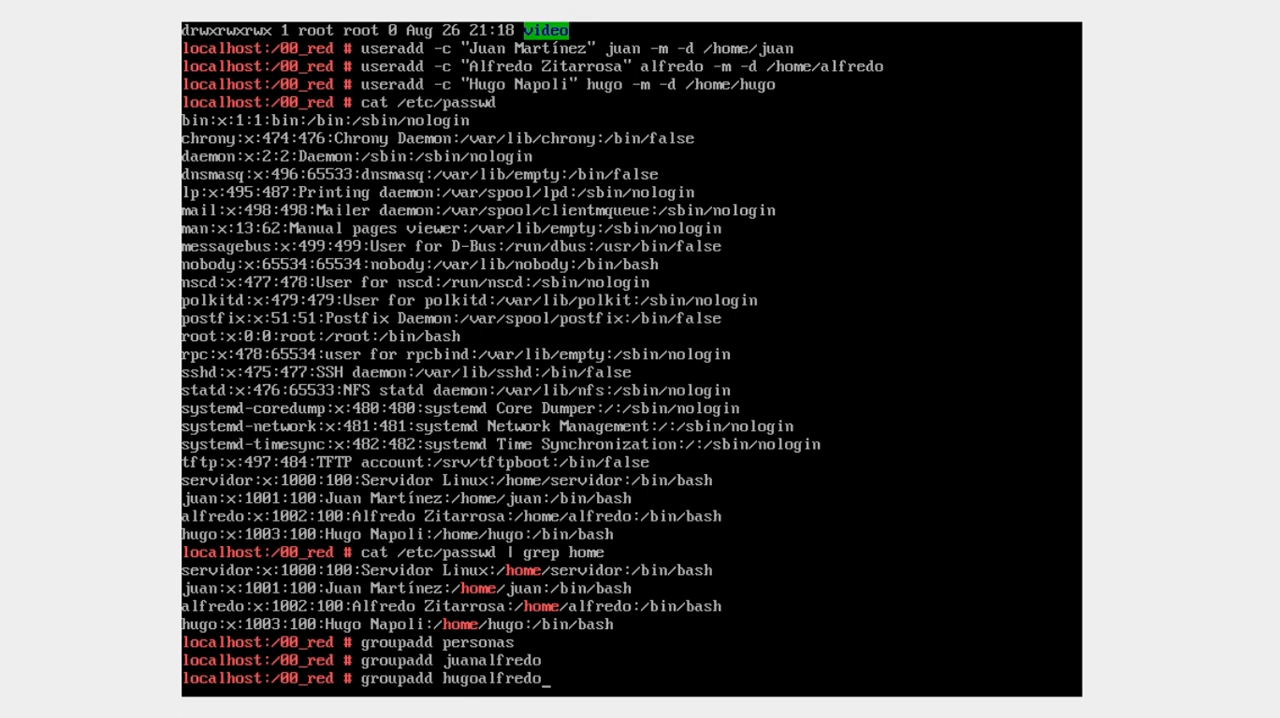 drwxrwxrwx 1 root root 0 Aug 26 21:18 video
localhost:/00_red # useradd -c "Juan Martínez" juan -m -d /home/juan
localhost:/00_red # useradd -c "Alfredo Zitarrosa" alfredo -m -d /home/alfredo
localhost:/00_red # useradd -c "Hugo Napoli" hugo -m -d /home/hugo
localhost:/00_red # cat /etc/passwd
bin:x:1:1:bin:/bin:/sbin/nologin
chrony:x:474:476:Chrony Daemon:/var/lib/chrony:/bin/false
daemon:x:2:2:Daemon:/sbin:/sbin/nologin
dnsmasq:x:496:65533:dnsmasq:/var/lib/empty:/bin/false
lp:x:495:487:Printing daemon:/var/spool/lpd:/sbin/nologin
mail:x:498:498:Mailer daemon:/var/spool/clientmqueue:/sbin/nologin
man:x:13:62:Manual pages viewer:/var/lib/empty:/sbin/nologin
messagebus:x:499:499:User for D-Bus:/run/dbus:/usr/bin/false
nobody:x:65534:65534:nobody:/var/lib/nobody:/bin/bash
nscd:x:477:478:User for nscd:/run/nscd:/sbin/nologin
polkitd:x:479:479:User for polkitd:/var/lib/polkit:/sbin/nologin
postfix:x:51:51:Postfix Daemon:/var/spool/postfix:/bin/false
root:x:0:0:root:/root:/bin/bash
rpc:x:478:65534:user for rpcbind:/var/lib/empty:/sbin/nologin
sshd:x:475:477:SSH daemon:/var/lib/sshd:/bin/false
statd:x:476:65533:NFS statd daemon:/var/lib/nfs:/sbin/nologin
systemd-coredump:x:480:480:systemd Core Dumper:/:/sbin/nologin
systemd-network:x:481:481:systemd Network Management:/:/sbin/nologin
systemd-timesync:x:482:482:systemd Time Synchronization:/:/sbin/nologin
tftp:x:497:484:TFTP account:/srv/tftpboot:/bin/false
servidor:x:1000:100:Servidor Linux:/home/servidor:/bin/bash
juan:x:1001:100:Juan Martínez:/home/juan:/bin/bash
alfredo:x:1002:100:Alfredo Zitarrosa:/home/alfredo:/bin/bash
hugo:x:1003:100:Hugo Napoli:/home/hugo:/bin/bash
localhost:/00_red # cat /etc/passwd | grep home
servidor:x:1000:100:Servidor Linux:/home/servidor:/bin/bash
juan:x:1001:100:Juan Martínez:/home/juan:/bin/bash
alfredo:x:1002:100:Alfredo Zitarrosa:/home/alfredo:/bin/bash
hugo:x:1003:100:Hugo Napoli:/home/hugo:/bin/bash
localhost:/00_red # groupadd personas
localhost:/00_red # groupadd juanalfredo
localhost:/00_red # groupadd hugoalfredo_